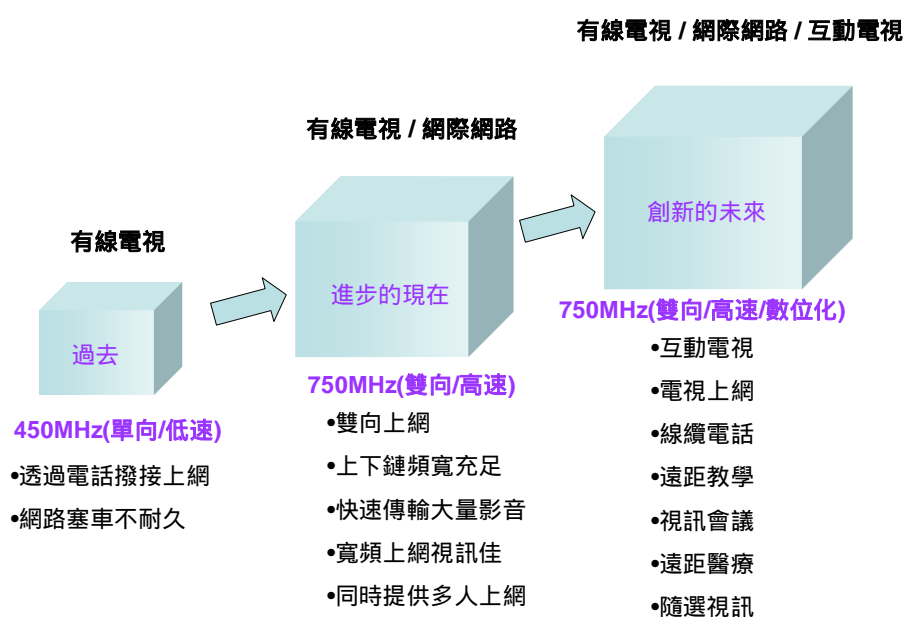 有線電視
過去
450MHz(單向/低速)
•透過電話撥接上網
•網路塞車不耐久
有線電視 / 網際網路
進步的現在
750MHz(雙向/高速)
•雙向上網
•上下鏈頻寬充足
•快速傳輸大量影音
•寬頻上網視訊佳
•同時提供多人上網
有線電視 / 網際網路 / 互動電視
創新的未來
750MHz(雙向/高速/數位化)
•互動電視
•電視上網
•線纜電話
•遠距教學
•視訊會議
•遠距醫療
•隨選視訊